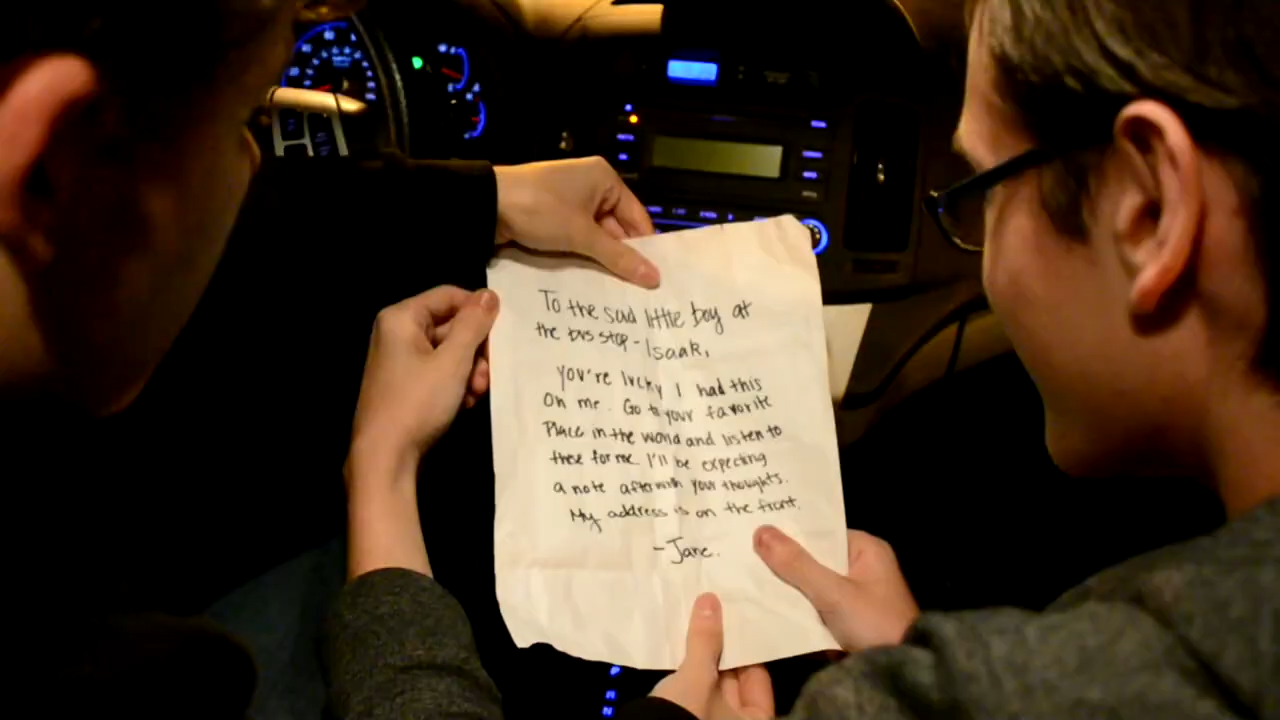 To the sad little boy at
the bus stop - Isaak,
you're lucky I had this
on me. Go to your favorite
place in the world and listen to
these for me. I'll be expecting
a note after with your thoughts.
My address is on the front.
-Jane.